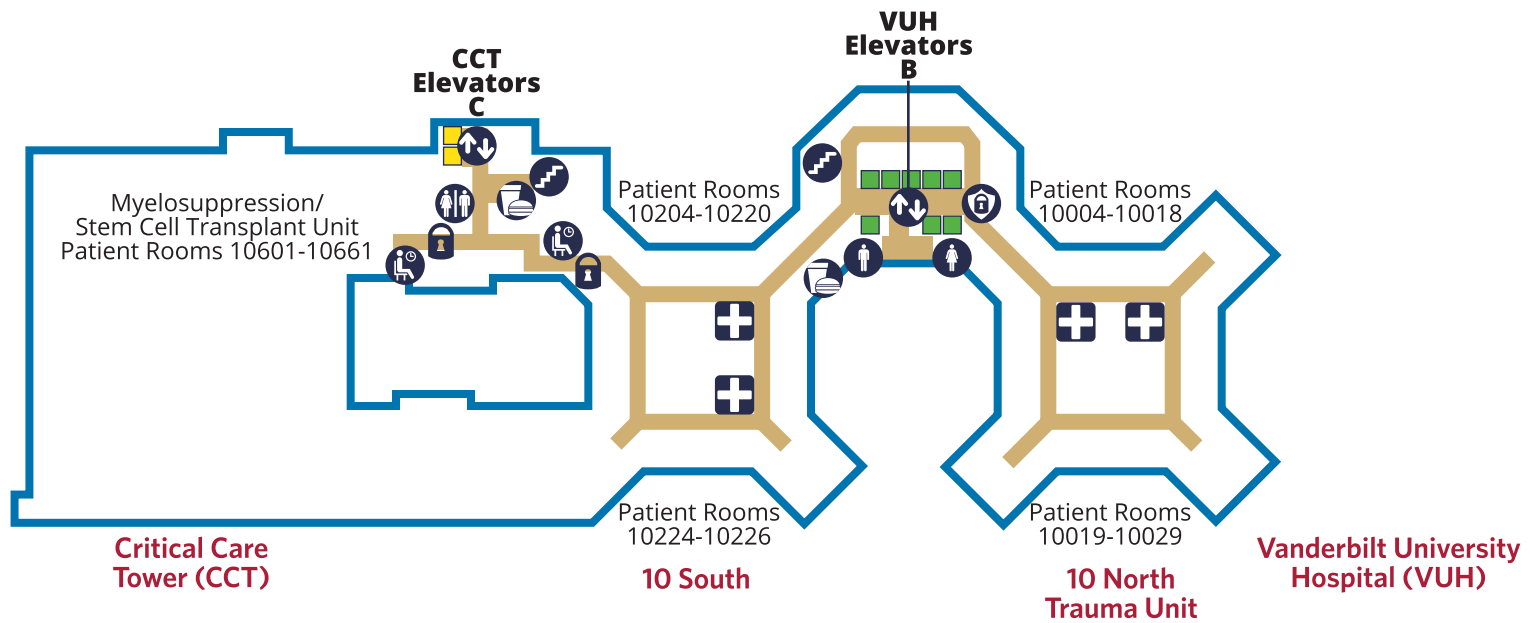 CCT
Elevators
C
VUH
Elevators
B
Myelosuppression/
Stem Cell Transplant Unit
Patient Rooms 10601-10661
Patient Rooms
10204-10220
Patient Rooms
10004-10018
Patient Rooms
10224-10226
Patient Rooms
10019-10029
Critical Care
Tower (CCT)
10 South
10 North
Trauma Unit
Vanderbilt University
Hospital (VUH)